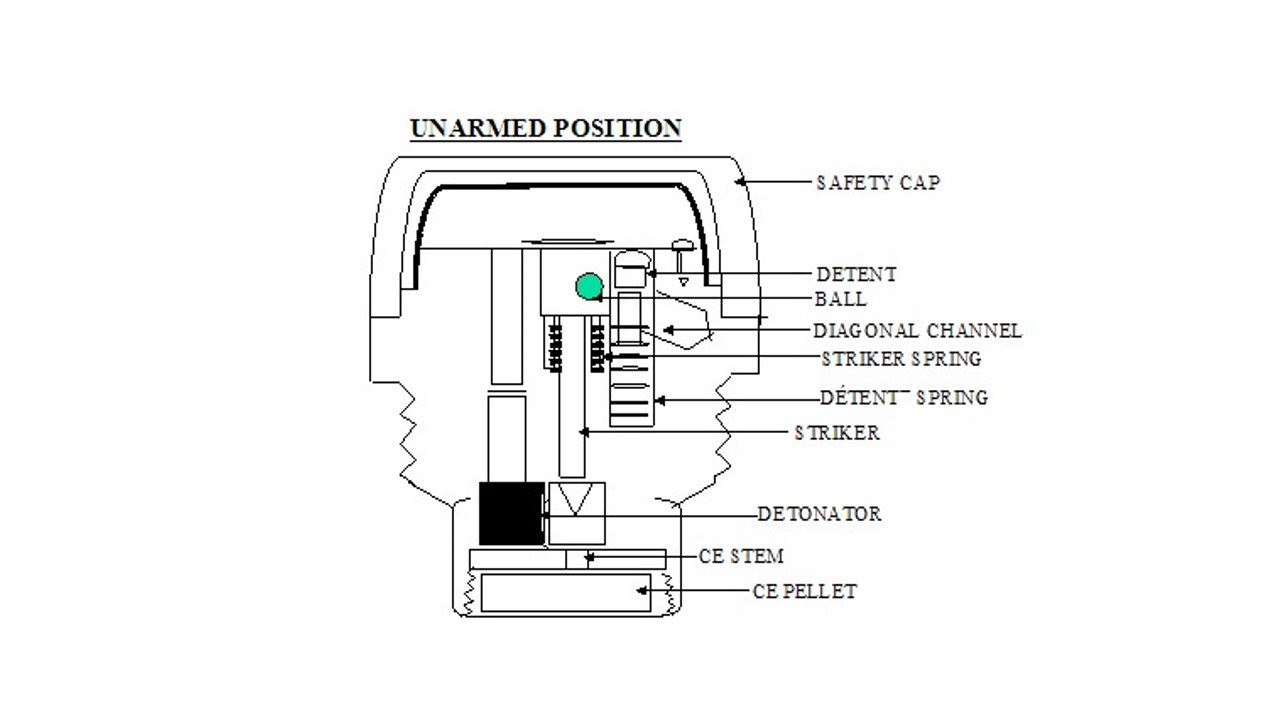 UNARMED POSITION
SAFETY CAP
DETENT
BALL
DIAGONAL CHANNEL
STRIKER SPRING
DÉTENT¯ SPRING
STRIKER
DETONATOR
CE STEM
CE PELLET